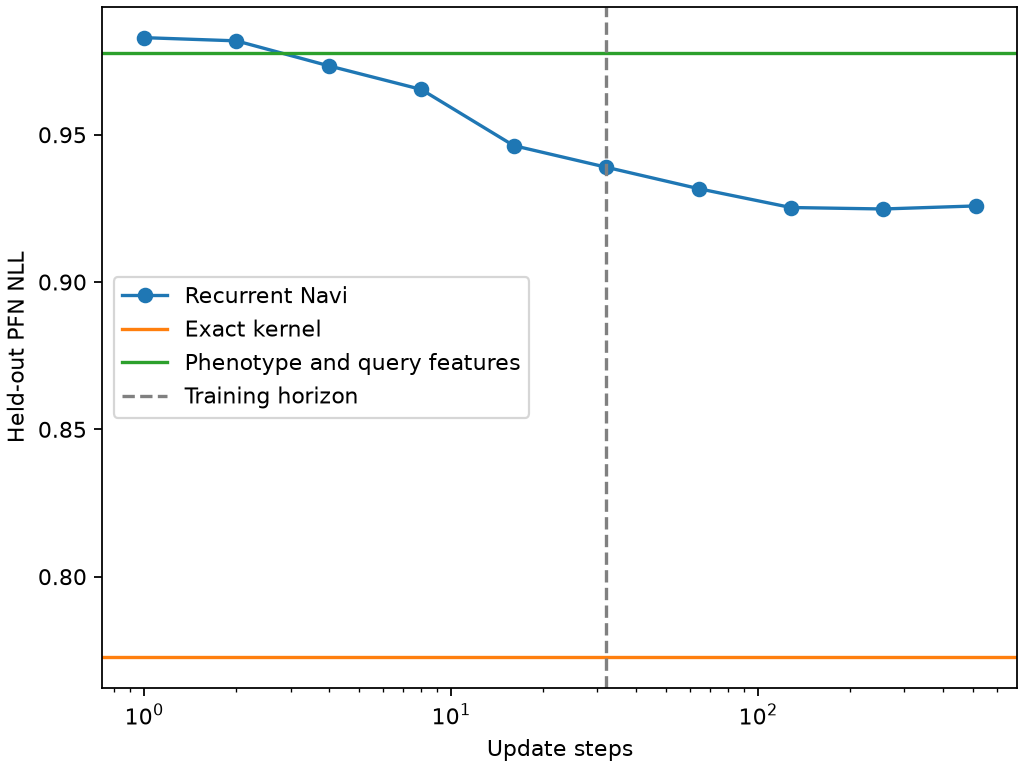 0.95
0.90
0.85
0.80
Held-out PFN NLL
Recurrent Navi
Exact kernel
Phenotype and query features
Training horizon
10⁰
10¹
10²
Update steps